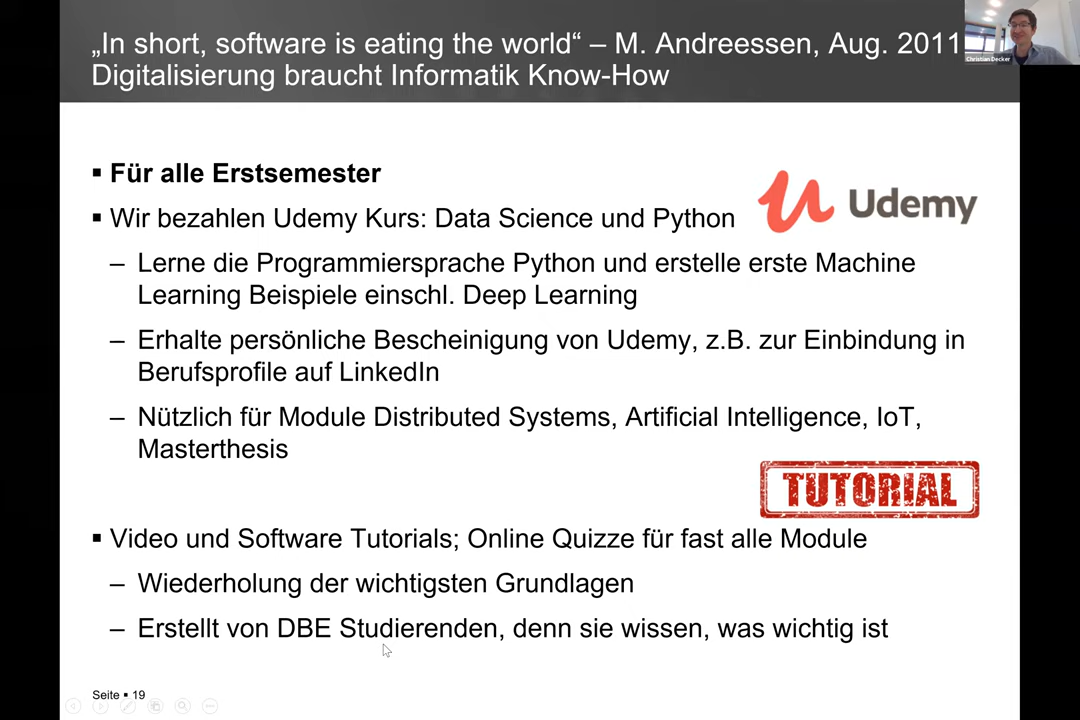 „In short, software is eating the world“ – M. Andreessen, Aug. 2011
Digitalisierung braucht Informatik Know-How
Christian Decker
▪ Für alle Erstsemester
▪ Wir bezahlen Udemy Kurs: Data Science und Python
Udemy
– Lerne die Programmiersprache Python und erstelle erste Machine
Learning Beispiele einschl. Deep Learning
– Erhalte persönliche Bescheinigung von Udemy, z.B. zur Einbindung in
Berufsprofile auf LinkedIn
– Nützlich für Module Distributed Systems, Artificial Intelligence, IoT,
Masterthesis
TUTORIAL
▪ Video und Software Tutorials; Online Quizze für fast alle Module
– Wiederholung der wichtigsten Grundlagen
– Erstellt von DBE Studierenden, denn sie wissen, was wichtig ist
Seite ▪ 19